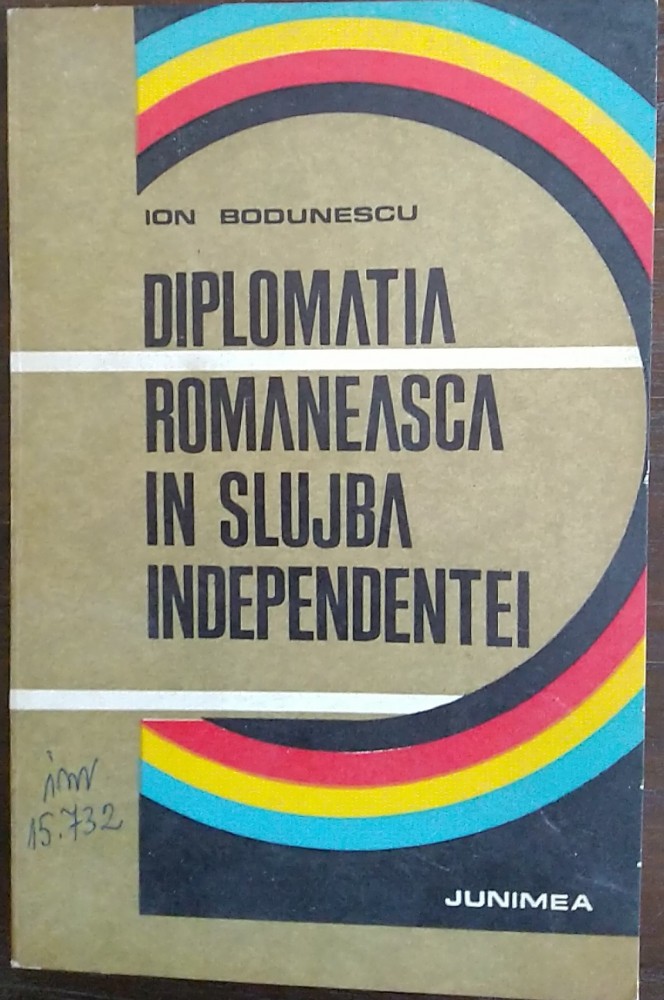 ION BODUNESCU
DIPLOMATIA
ROMANEASCA
IN SLUJBA
INDEPENDENTEI
inv
15.732
JUNIMEA